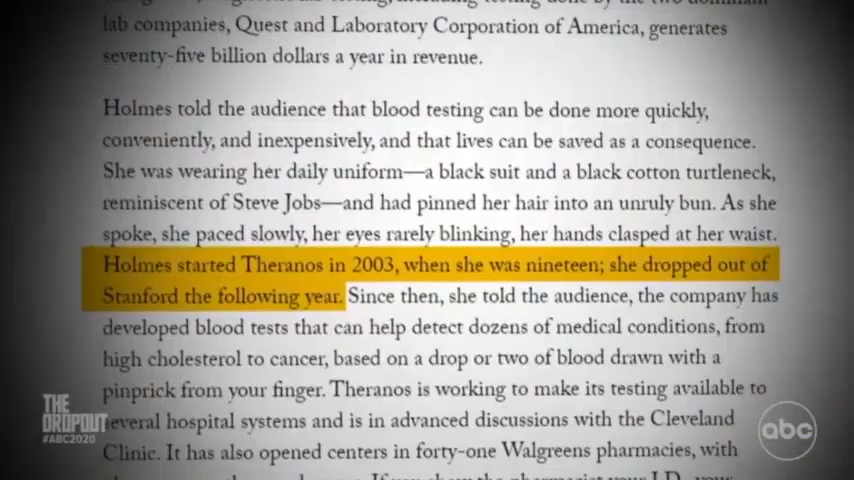 lab companies, Quest and Laboratory Corporation of America, generates
seventy-five billion dollars a year in revenue.
Holmes told the audience that blood testing can be done more quickly,
conveniently, and inexpensively, and that lives can be saved as a consequence.
She was wearing her daily uniform—a black suit and a black cotton turtleneck,
reminiscent of Steve Jobs—and had pinned her hair into an unruly bun. As she
spoke, she paced slowly, her eyes rarely blinking, her hands clasped at her waist.
Holmes started Theranos in 2003, when she was nineteen; she dropped out of
Stanford the following year. Since then, she told the audience, the company has
developed blood tests that can help detect dozens of medical conditions, from
high cholesterol to cancer, based on a drop or two of blood drawn with a
pinprick from your finger. Theranos is working to make its testing available to
several hospital systems and is in advanced discussions with the Cleveland
Clinic. It has also opened centers in forty-one Walgreens pharmacies, with
THE
DROPOUT
#ABC2020
abc